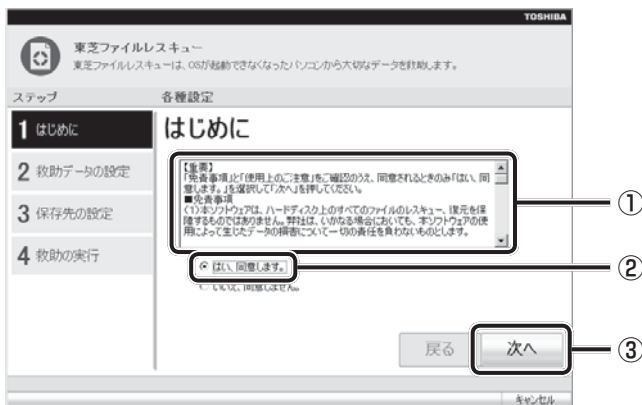 TOSHIBA
東芝ファイルレスキュー
東芝ファイルレスキューは、OSが起動できなくなったパソコンから大切なデータを救助します。
ステップ
各種設定
1 はじめに
2 救助データの設定
3 保存先の設定
4 救助の実行
はじめに
【重要】
「免責事項」と「使用上のご注意」をご確認のうえ、同意されるときのみ「はい、同
意します。」を選択して「次へ」を押してください。
■免責事項
(1)本ソフトウェアは、ハードディスク上のすべてのファイルのレスキュー、復元を保
障するものではありません。弊社は、いかなる場合においても、本ソフトウェアの使
用によって生じたデータの損害について一切の責任を負わないものとします。
①
はい、同意します。
②
いいえ、同意しません。
戻る
次へ
③
キャンセル